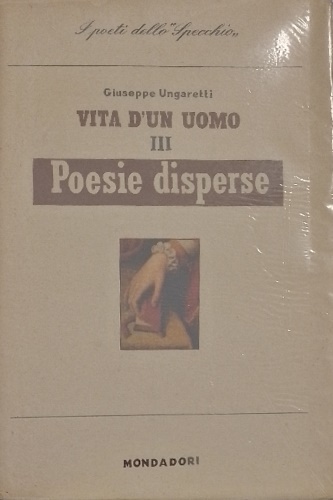 I poeti dello "Specchio"
Giuseppe Ungaretti
VITA D'UN UOMO
III
Poesie disperse
MONDADORI